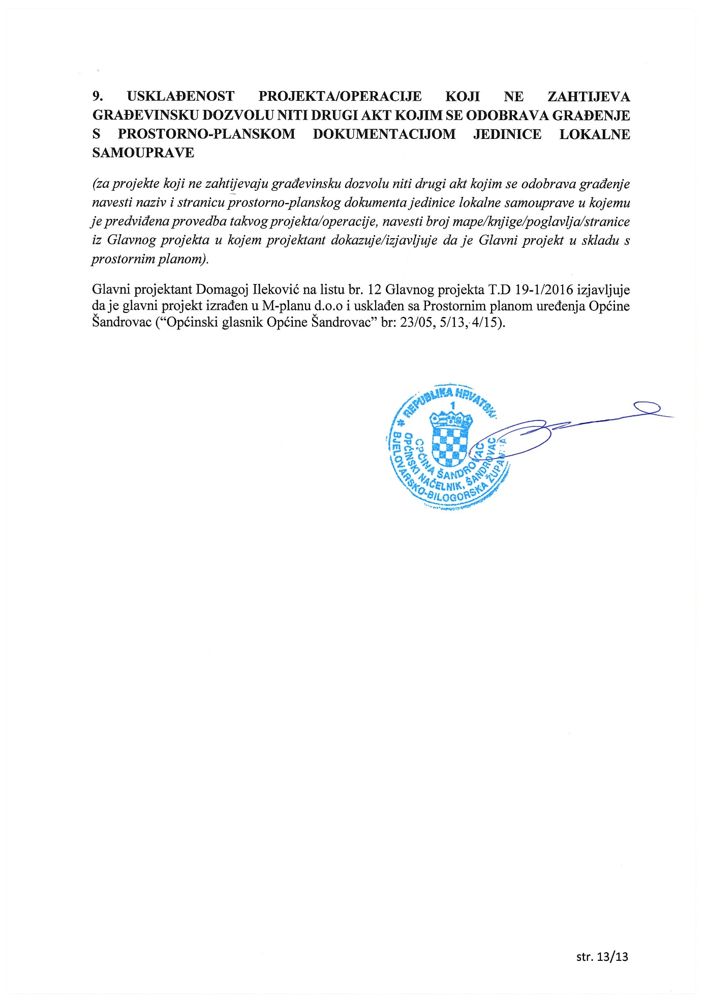 9. USKLAĐENOST PROJEKTA/OPERACIJE KOJI NE ZAHTIJEVA
GRAĐEVINSKU DOZVOLU NITI DRUGI AKT KOJIM SE ODOBRAVA GRAĐENJE
S PROSTORNO-PLANSKOM DOKUMENTACIJOM JEDINICE LOKALNE
SAMOUPRAVE
(za projekte koji ne zahtijevaju građevinsku dozvolu niti drugi akt kojim se odobrava građenje
navesti naziv i stranicu prostorno-planskog dokumenta jedinice lokalne samouprave u kojemu
je predviđena provedba takvog projekta/operacije, navesti broj mape/knjige/poglavlja/stranice
iz Glavnog projekta u kojem projektant dokazuje/izjavljuje da je Glavni projekt u skladu s
prostornim planom).
Glavni projektant Domagoj Ileković na listu br. 12 Glavnog projekta T.D 19-1/2016 izjavljuje
da je glavni projekt izrađen u M-planu d.o.o i usklađen sa Prostornim planom uređenja Općine
Šandrovac (“Općinski glasnik Općine Šandrovac” br: 23/05, 5/13, 4/15).
* REPUBLIKA HRVATSK
1
OPĆINA ŠANDROVAC
OPĆINSKI NAČELNIK, ŠANDROVAC
BJELOVARSKO-BILOGORSKA
str. 13/13